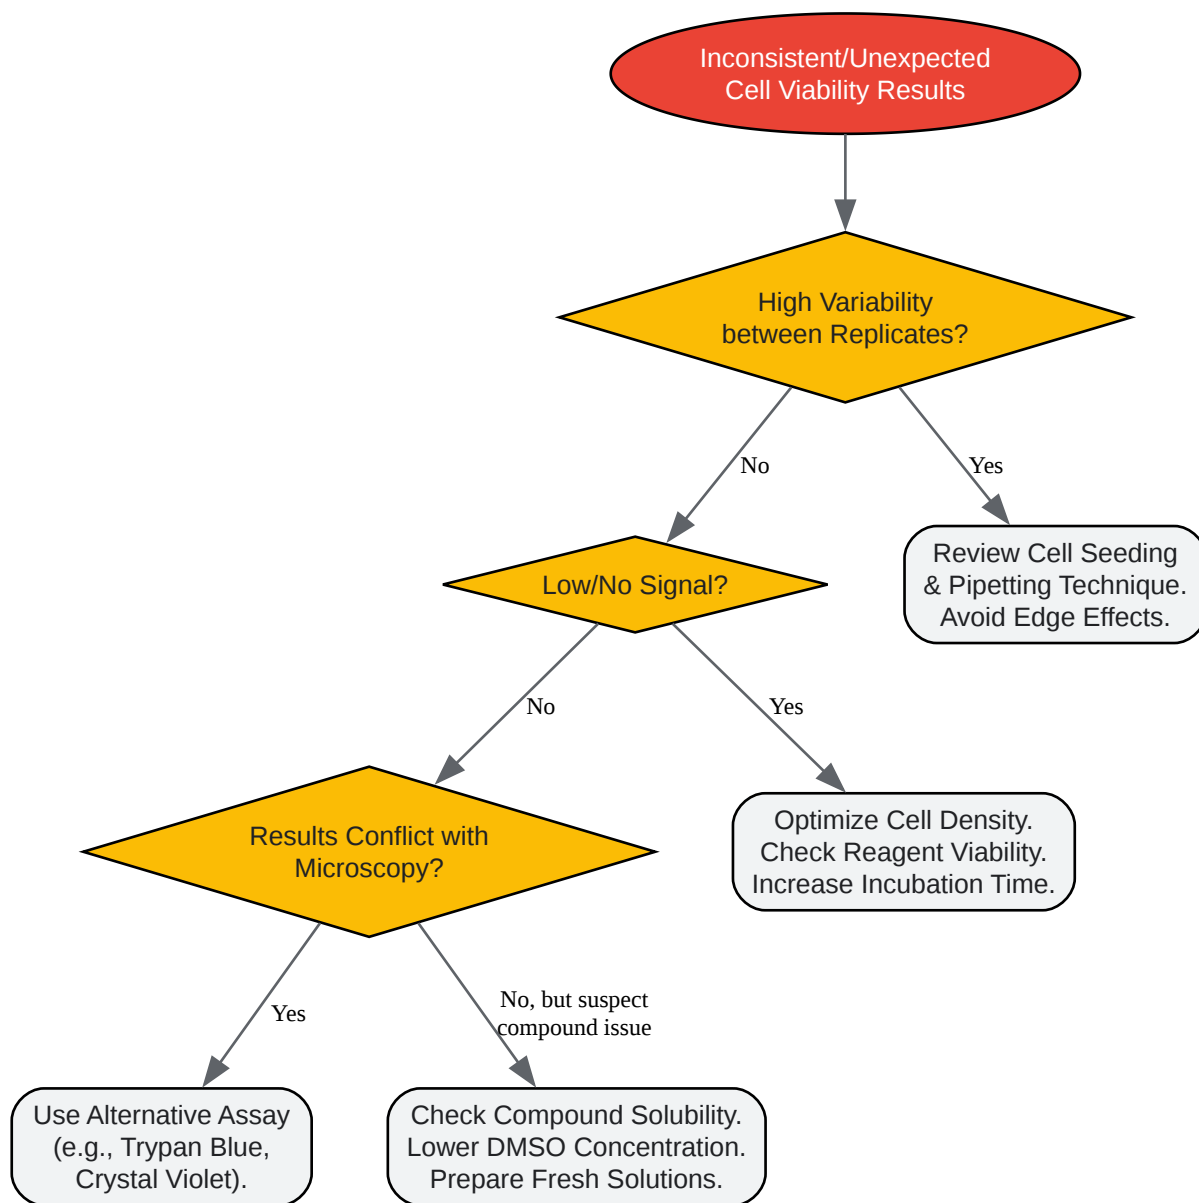 Inconsistent/Unexpected
Cell Viability Results
High Variability
between Replicates?
No
Yes
Review Cell Seeding
& Pipetting Technique.
Avoid Edge Effects.
Low/No Signal?
No
Yes
Optimize Cell Density.
Check Reagent Viability.
Increase Incubation Time.
Results Conflict with
Microscopy?
Yes
No, but suspect
compound issue
Use Alternative Assay
(e.g., Trypan Blue,
Crystal Violet).
Check Compound Solubility.
Lower DMSO Concentration.
Prepare Fresh Solutions.